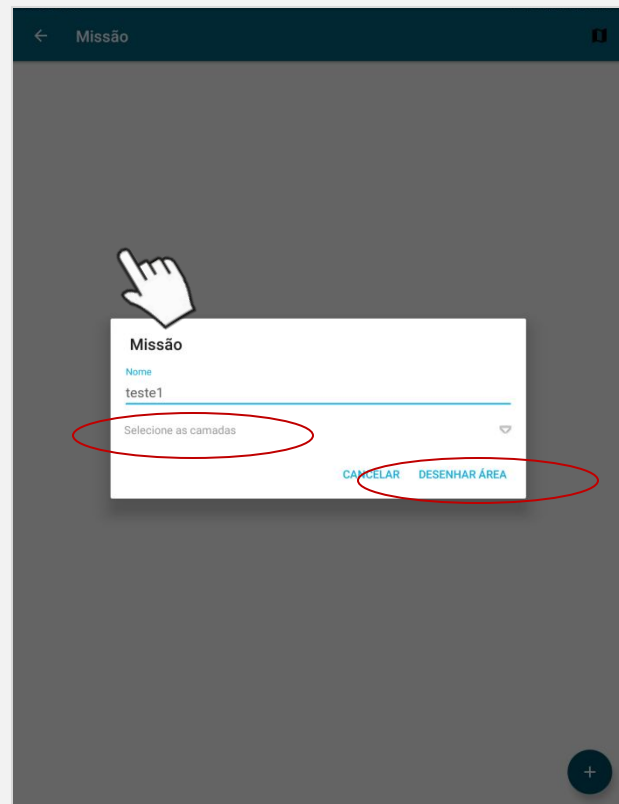 Missão
Missão
Nome
teste1
Selecione as camadas
CANCELAR DESENHAR ÁREA